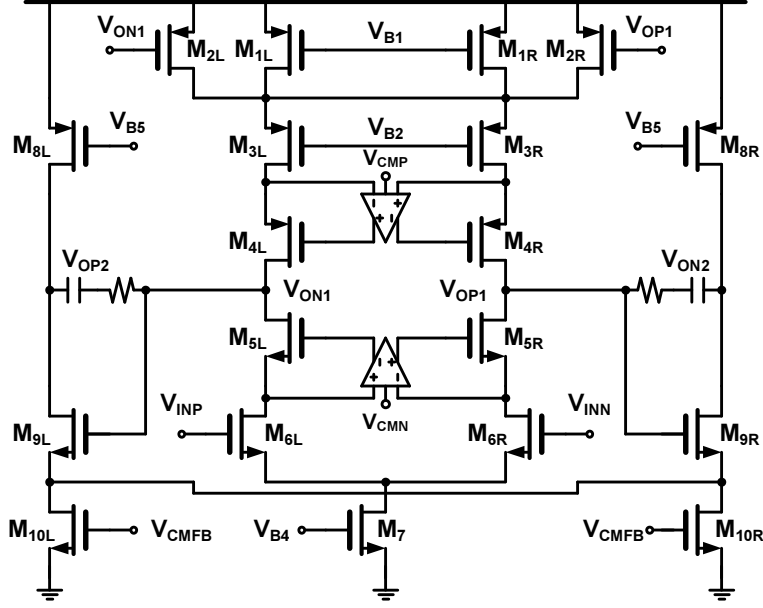 V_ON1 M_2L M_1L V_B1 M_1R M_2R V_OP1
M_8L V_B5 M_3L V_B2 M_3R V_B5 M_8R
V_CMP
- + - +
M_4L M_4R
V_OP2 V_ON1 V_OP1 V_ON2
M_5L M_5R
+ - + -
V_INP V_CMN V_INN
M_9L M_6L M_6R M_9R
M_10L V_CMFB V_B4 M_7 V_CMFB M_10R